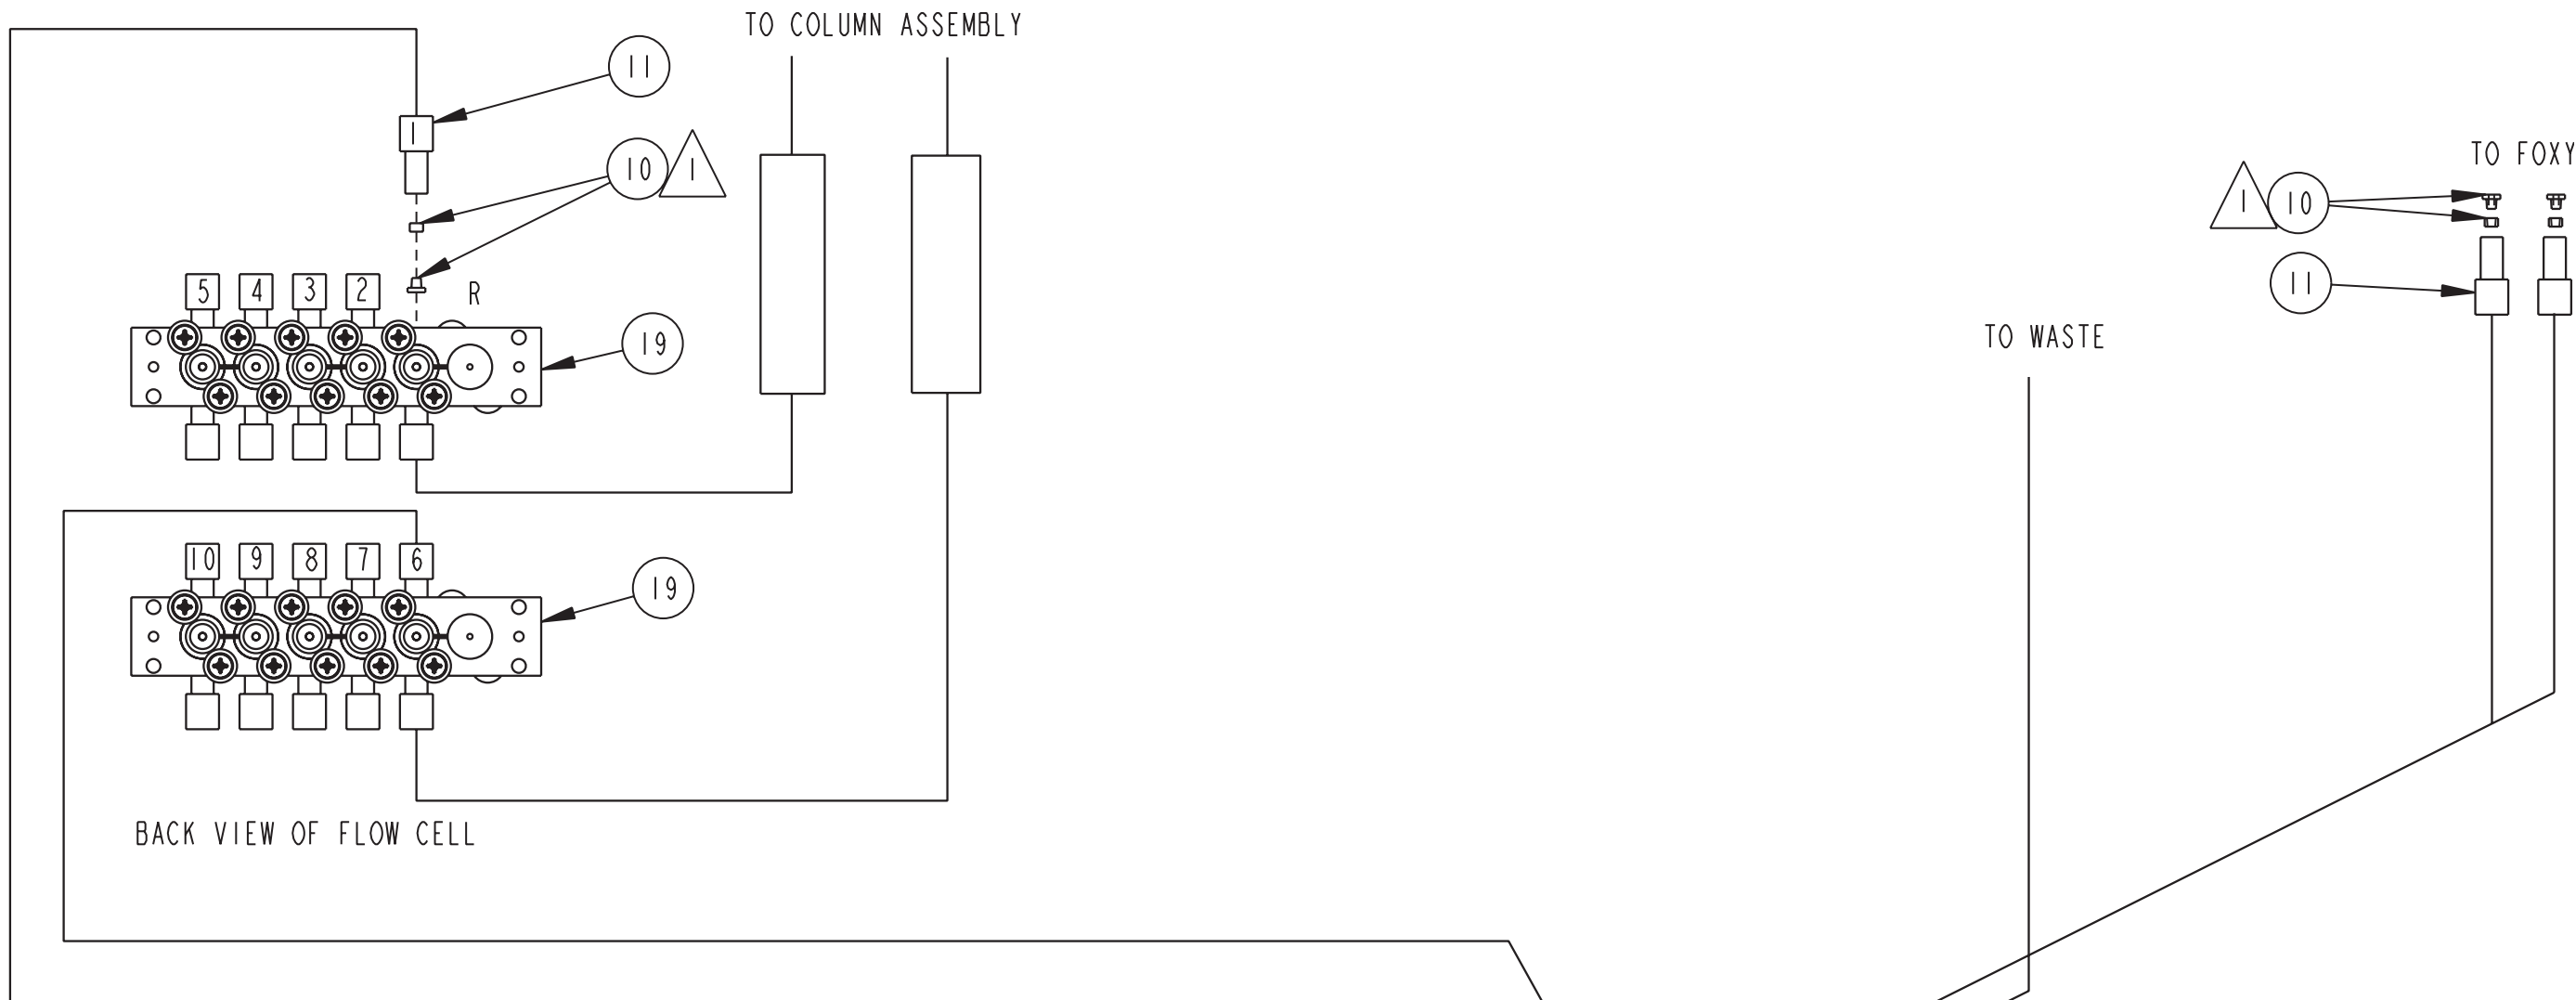 TO COLUMN ASSEMBLY
11
1
10 1
TO FOXY
1 10
5 4 3 2 R
11
19
TO WASTE
10 9 8 7 6
19
BACK VIEW OF FLOW CELL